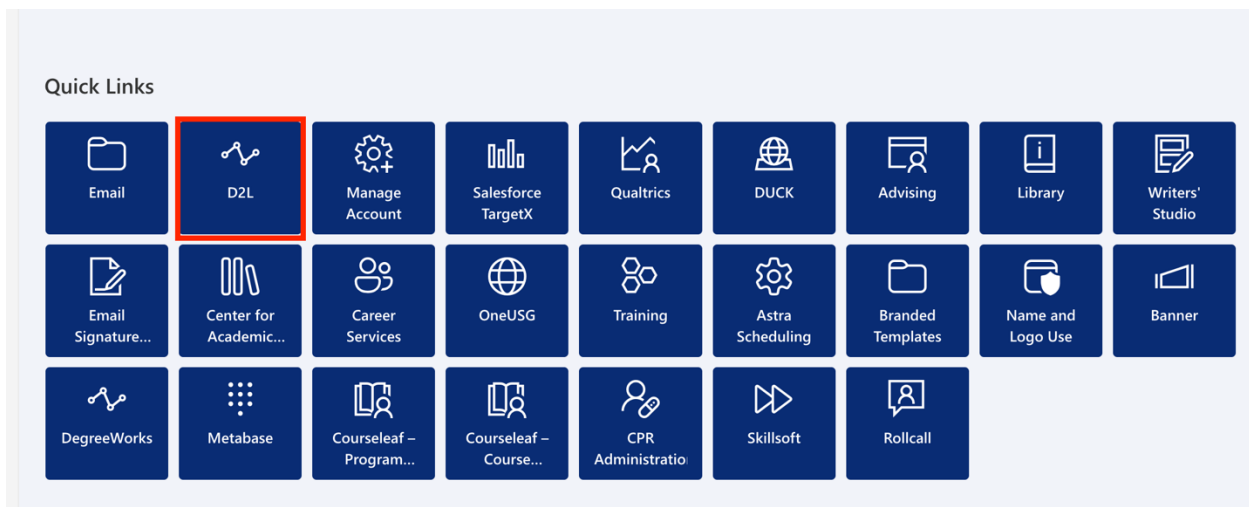 Quick Links
Email
D2L
Manage
Account
Salesforce
TargetX
Qualtrics
DUCK
Advising
i
Library
Writers'
Studio
Email
Signature...
Center for
Academic...
Career
Services
OneUSG
Training
Astra
Scheduling
Branded
Templates
Name and
Logo Use
Banner
DegreeWorks
Metabase
Courseleaf –
Program...
Courseleaf –
Course...
CPR
Administratio
Skillsoft
Rollcall